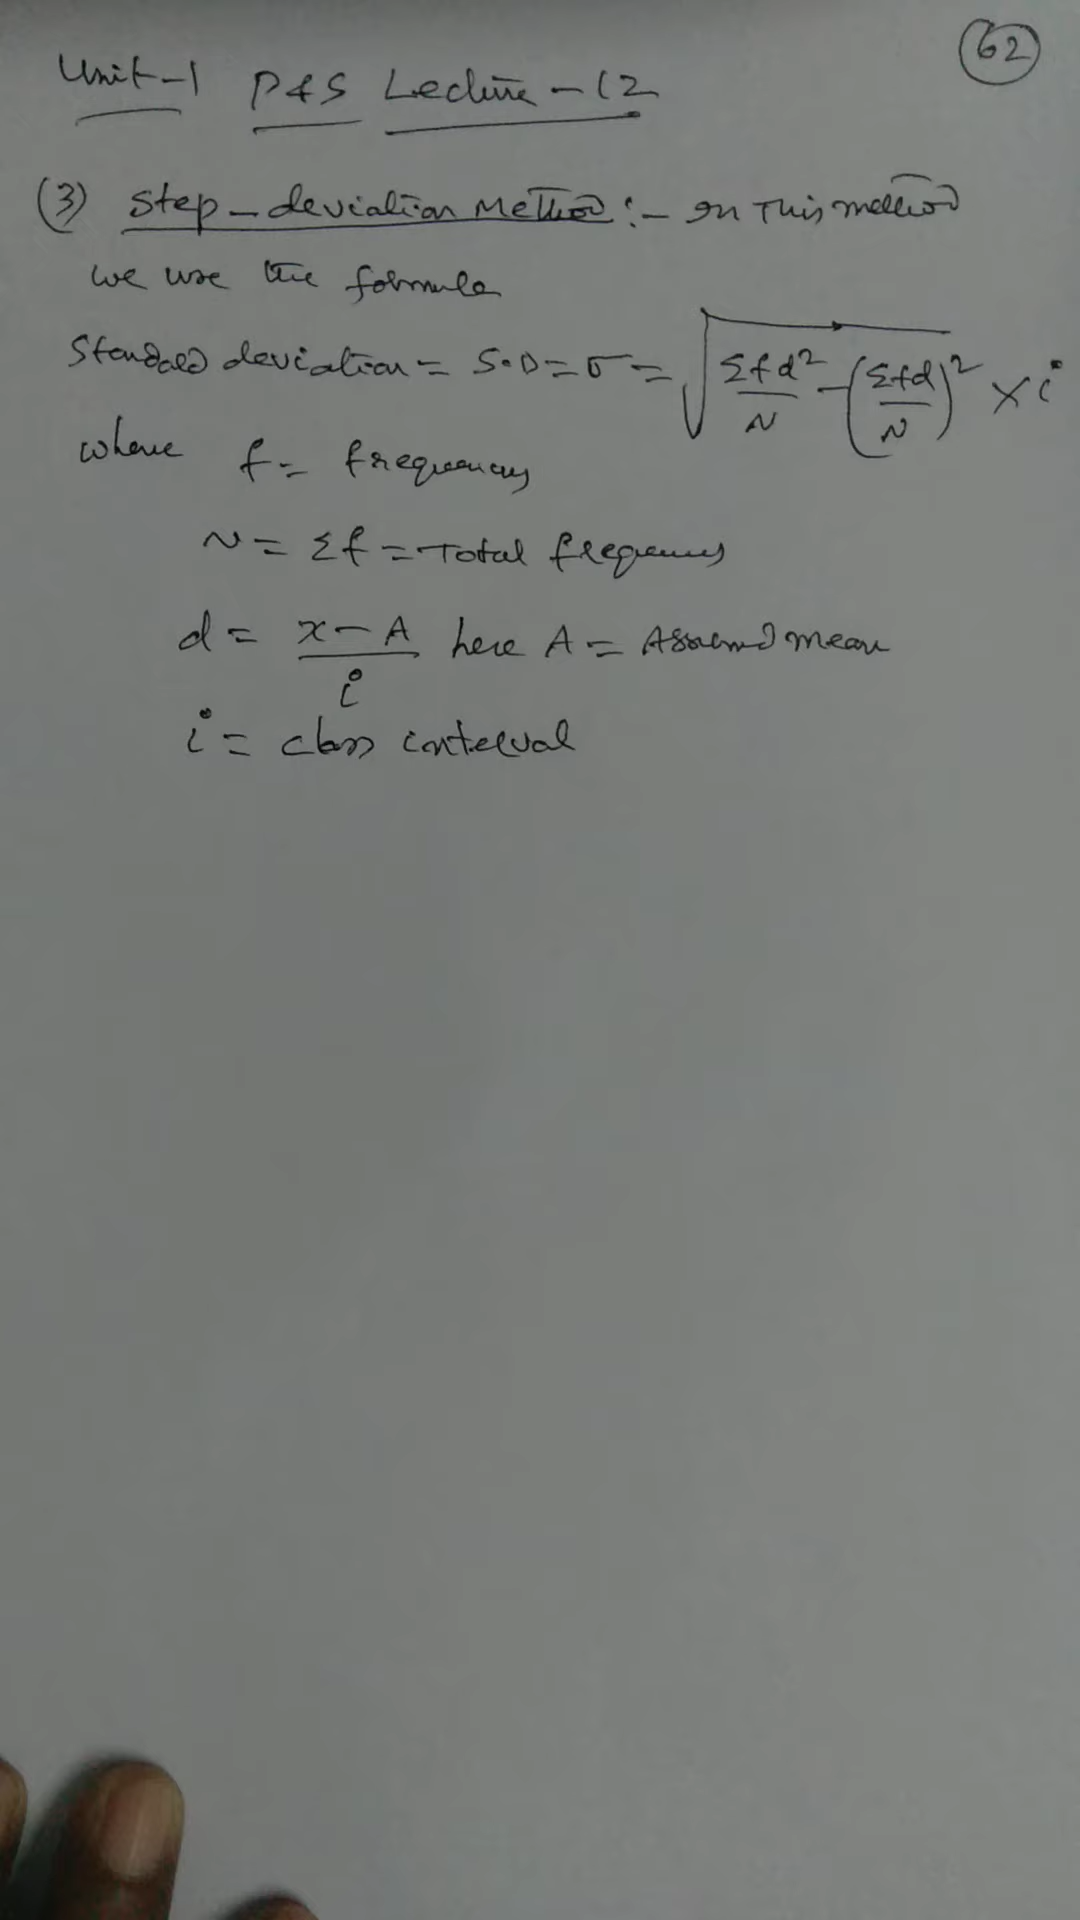 62
Unit-1 P&S Lecture-12
(3) Step-deviation Method:- In This method
we use the formula
Standard deviation = S.D = σ = √(Σfd²/N - (Σfd/N)²) × i
where f = frequency
N = Σf = Total frequency
d = x-A/i here A = Assumed mean
i = class interval